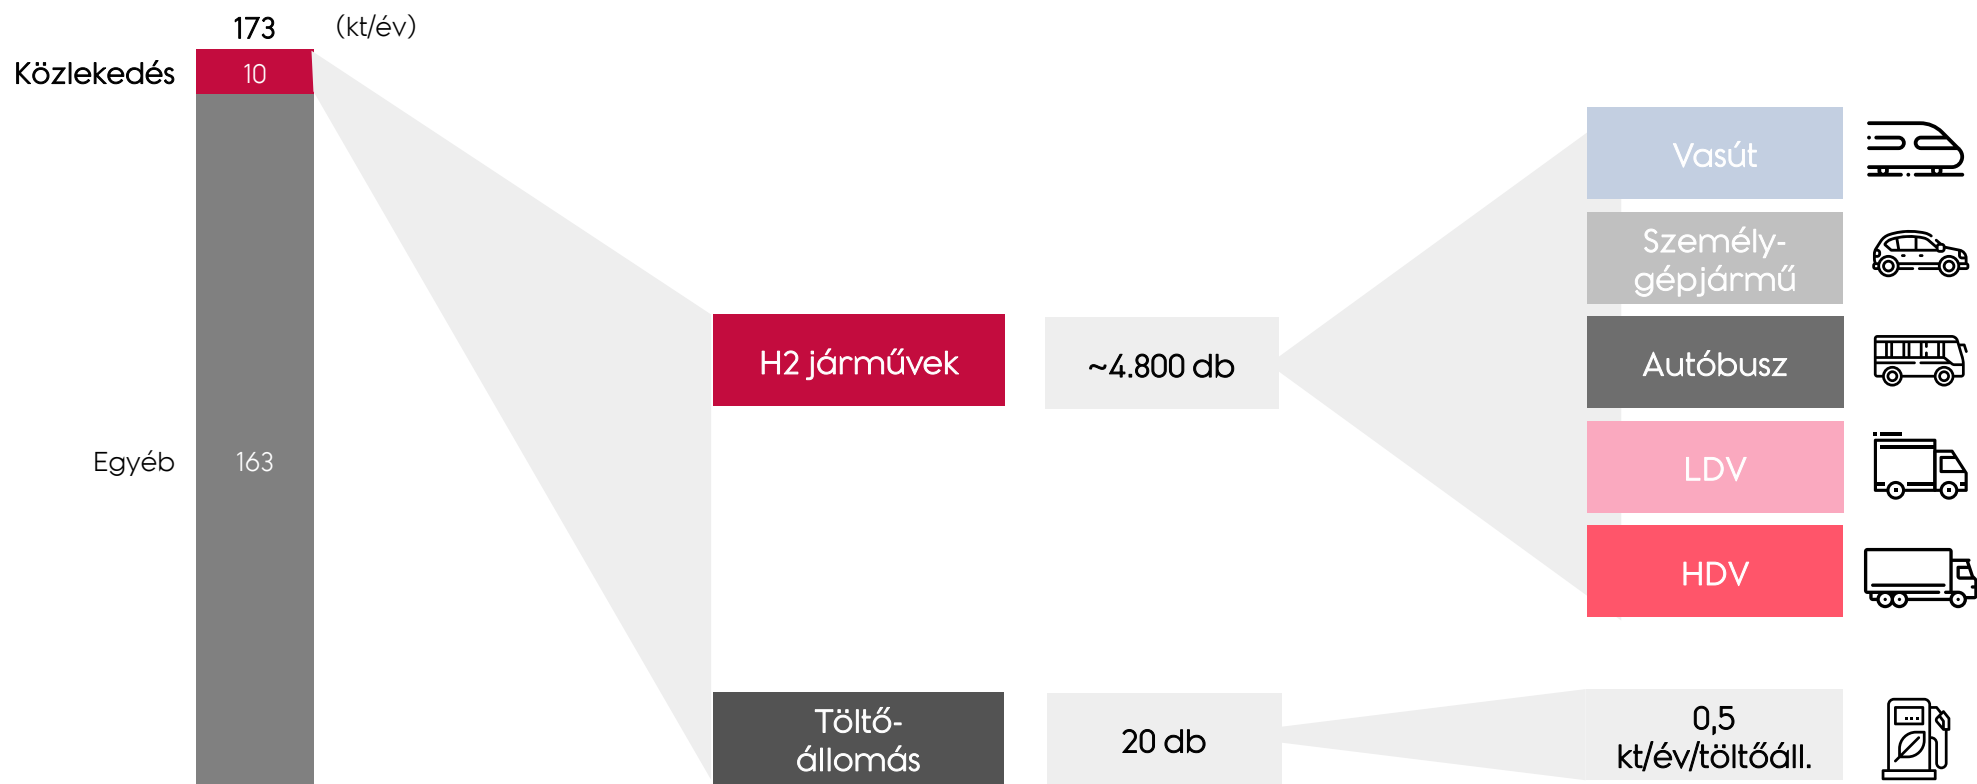 173
(kt/év)
Közlekedés
10
Egyéb
163
H2 járművek
~4.800 db
Vasút
Személy-
gépjármű
Autóbusz
LDV
HDV
Töltő-
állomás
20 db
0,5
kt/év/töltőáll.